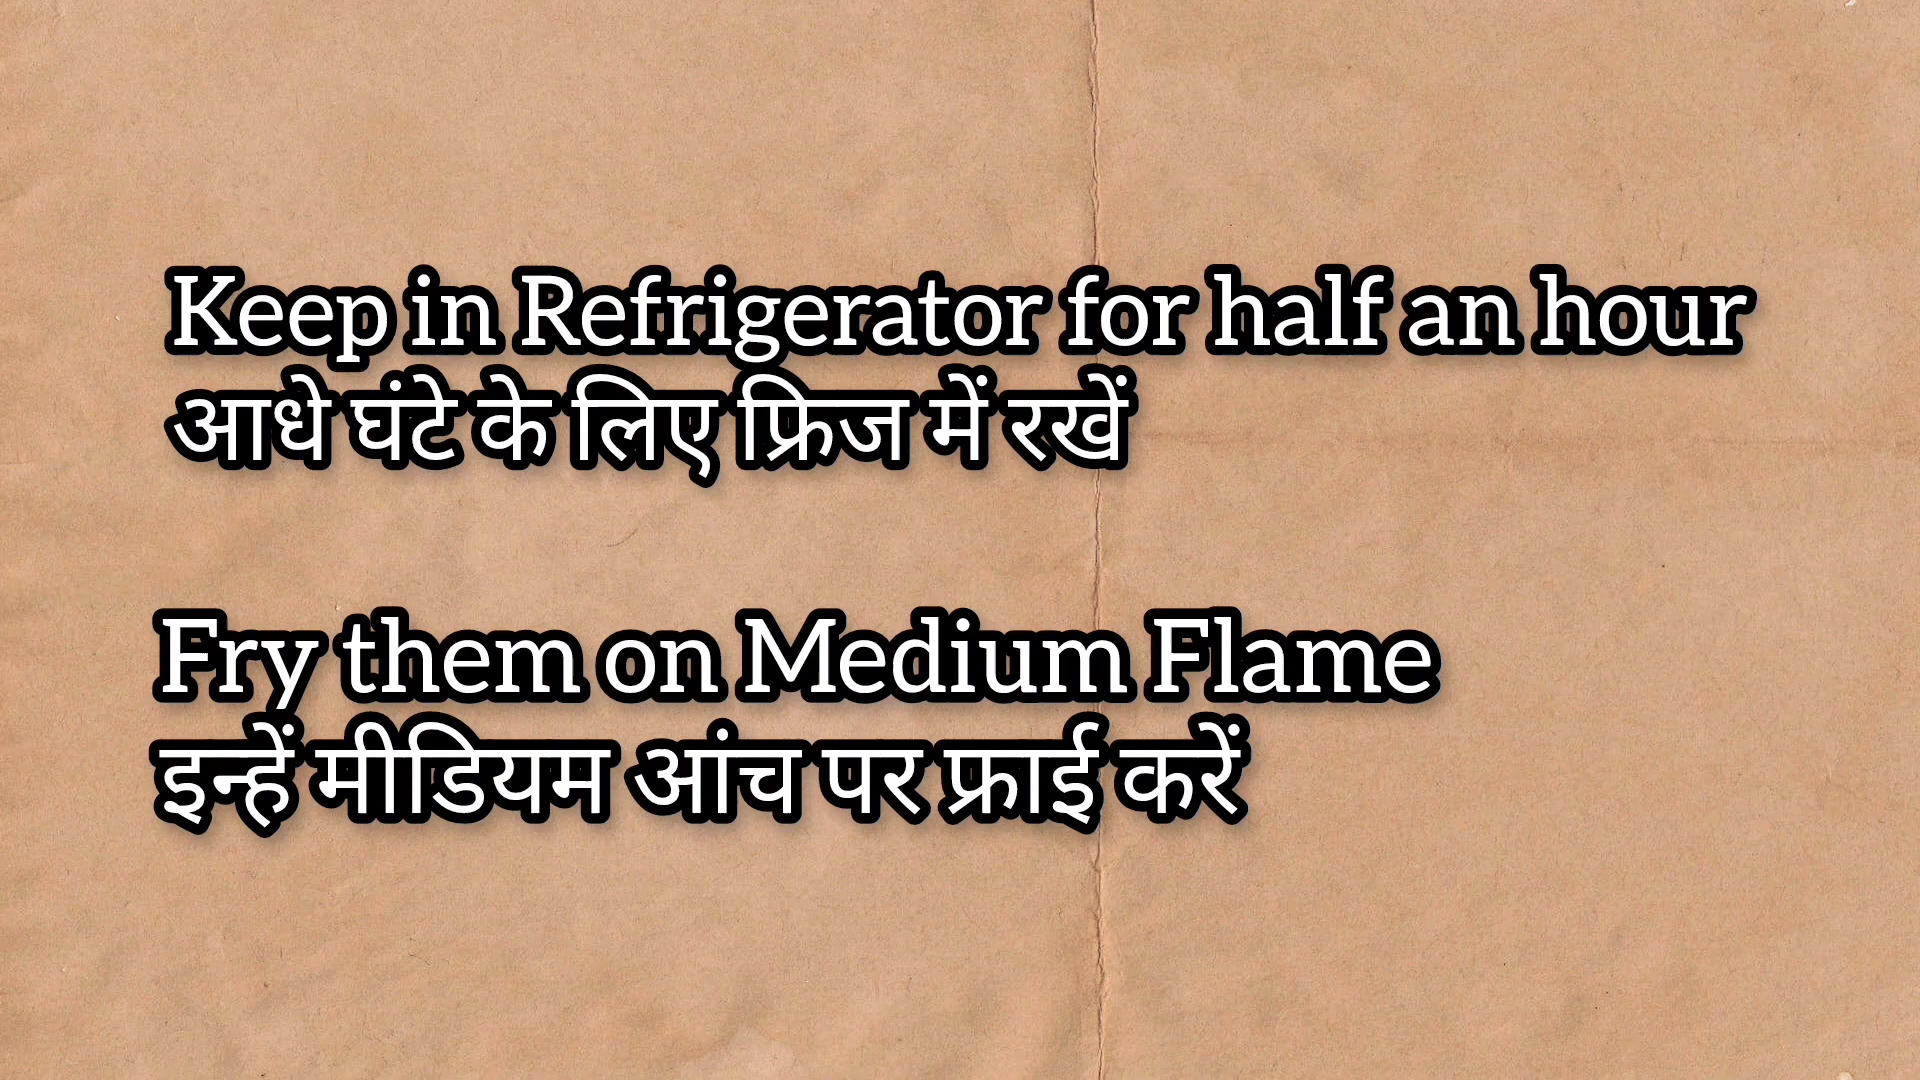 Keep in Refrigerator for half an hour
आधे घंटे के लिए फ्रिज में रखें
Fry them on Medium Flame
इन्हें मीडियम आंच पर फ्राई करें